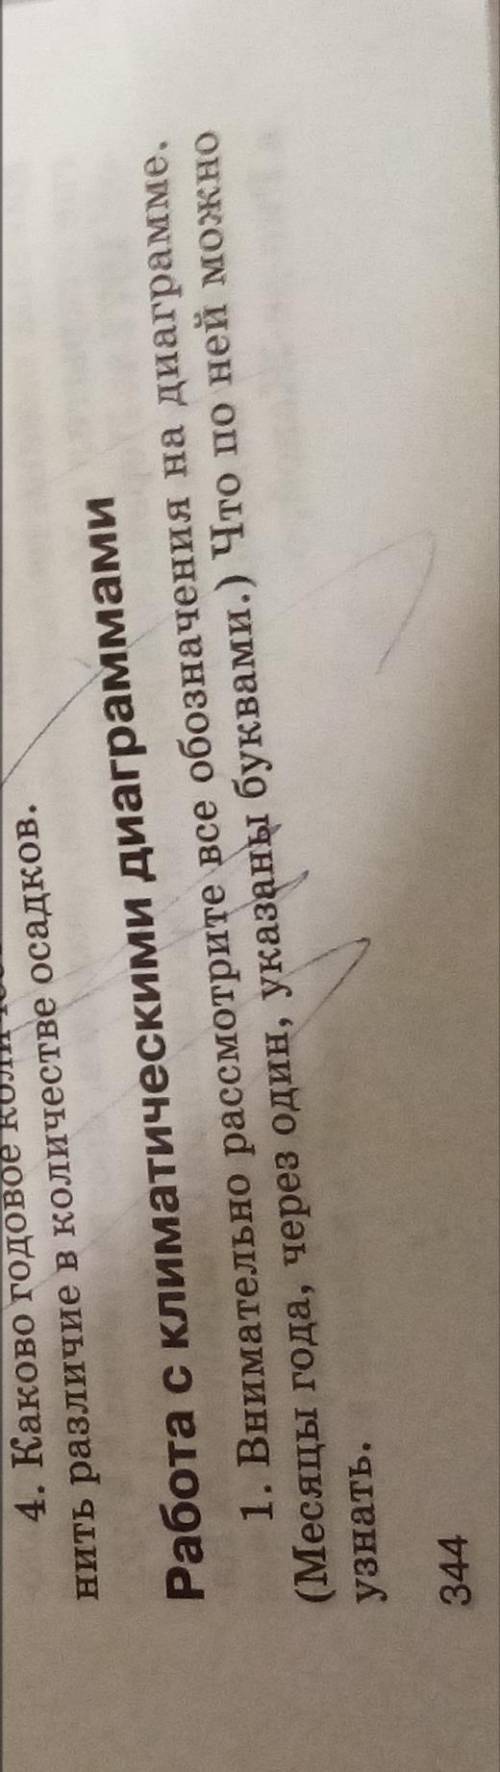 4. Каково годовое
нить различие в количестве осадков.
Работа с климатическими диаграммами
1. Внимательно рассмотрите все обозначения на диаграмме.
(Месяцы года, через один, указаны буквами.) Что по ней можно
узнать.
344